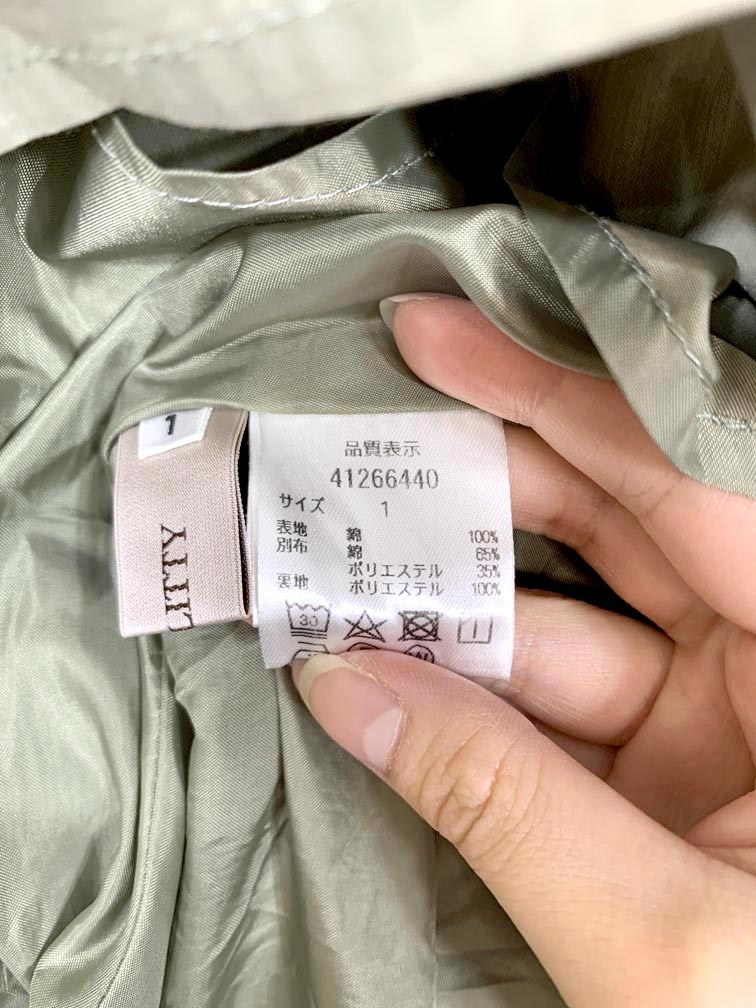 1
LITTY
品質表示
41266440
サイズ 1
表地 綿 100%
別布 綿 65%
ポリエステル 35%
裏地 ポリエステル 100%
30